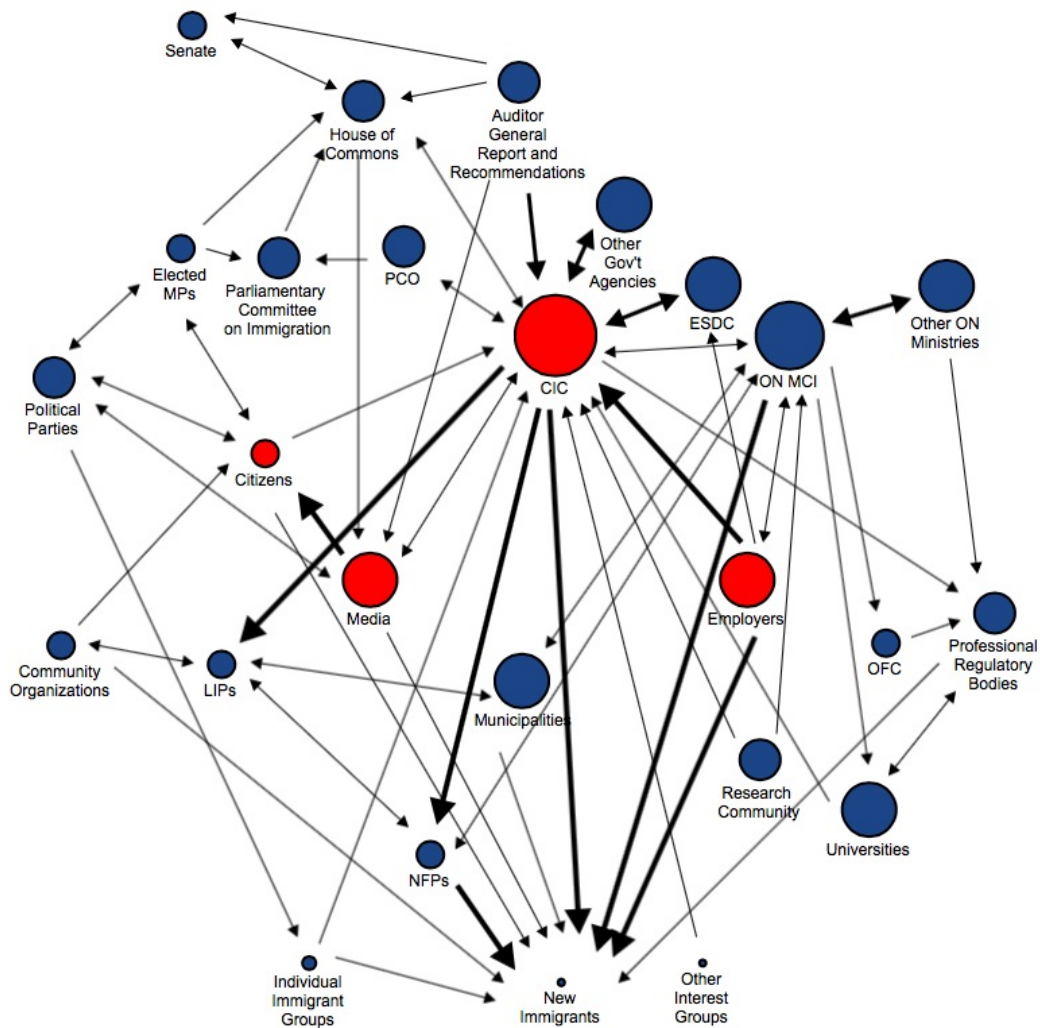 Senate
House of
Commons
Auditor
General
Report and
Recommendations
Other
Gov't
Agencies
Elected
MPs
Parliamentary
Committee
on Immigration
PCO
ESDC
Other ON
Ministries
CIC
ON MCI
Political
Parties
Citizens
Media
Employers
Community
Organizations
LIPs
Municipalities
OFC
Professional
Regulatory
Bodies
Research
Community
Universities
NFPs
Individual
Immigrant
Groups
New
Immigrants
Other
Interest
Groups